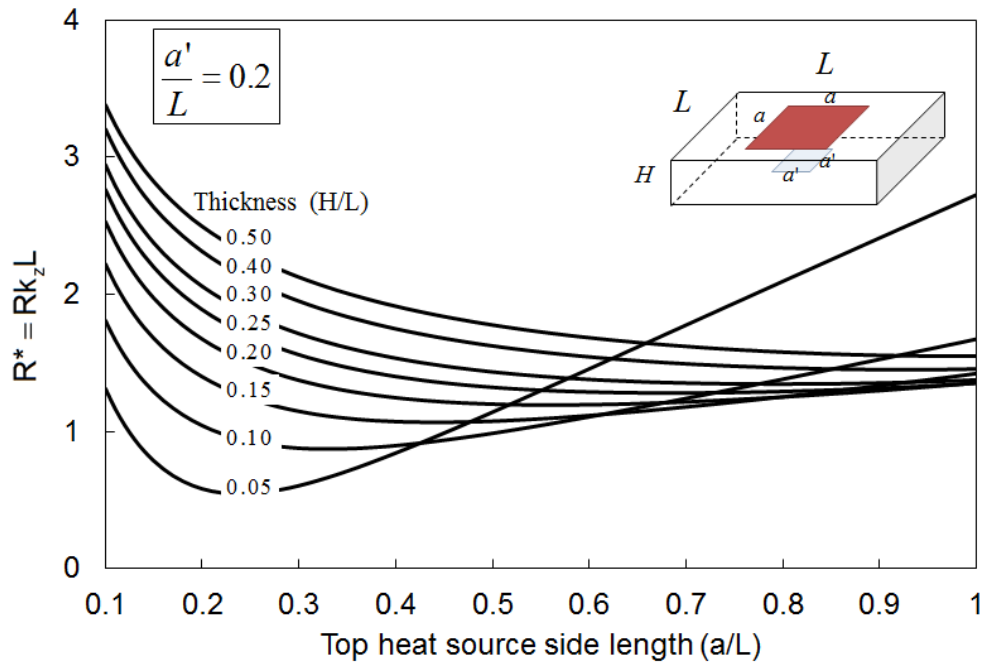 4
a'
/
L = 0.2
L
L
a
a
a'
a'
H
3
Thickness (H/L)
0.50
0.40
0.30
0.25
0.20
0.15
0.10
0.05
2
1
0
R* = Rk_zL
0.1 0.2 0.3 0.4 0.5 0.6 0.7 0.8 0.9 1
Top heat source side length (a/L)